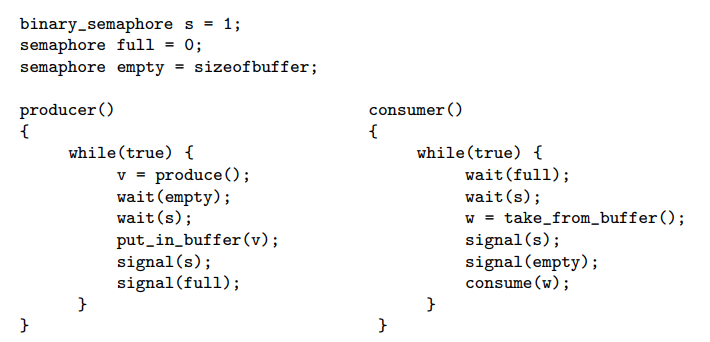 binary_semaphore s = 1;
semaphore full = 0;
semaphore empty = sizeofbuffer;
producer()
{
while(true) {
v = produce();
wait(empty);
wait(s);
put_in_buffer(v);
signal(s);
signal(full);
}
}
consumer()
{
while(true) {
wait(full);
wait(s);
w = take_from_buffer();
signal(s);
signal(empty);
consume(w);
}
}